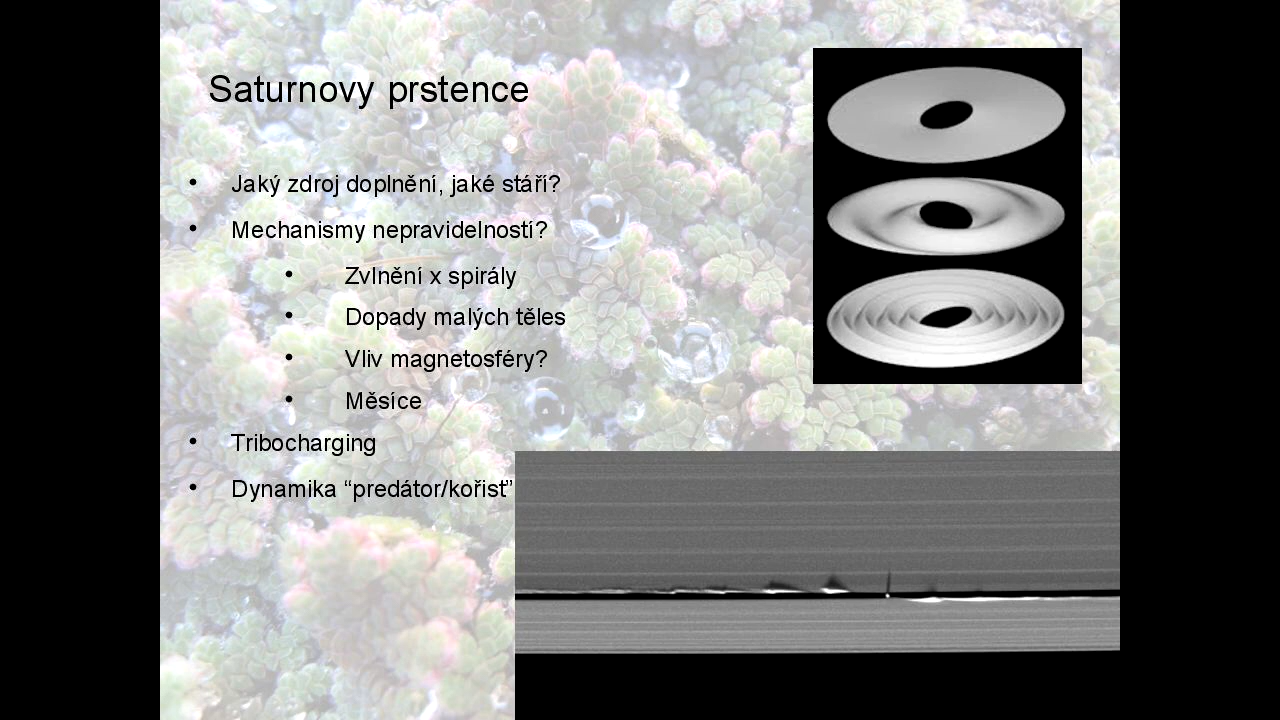 Saturnovy prstence
• Jaký zdroj doplnění, jaké stáří?
• Mechanismy nepravidelností?
• Zvlnění x spirály
• Dopady malých těles
• Vliv magnetosféry?
• Měsíce
• Tribocharging
• Dynamika “predátor/kořist”